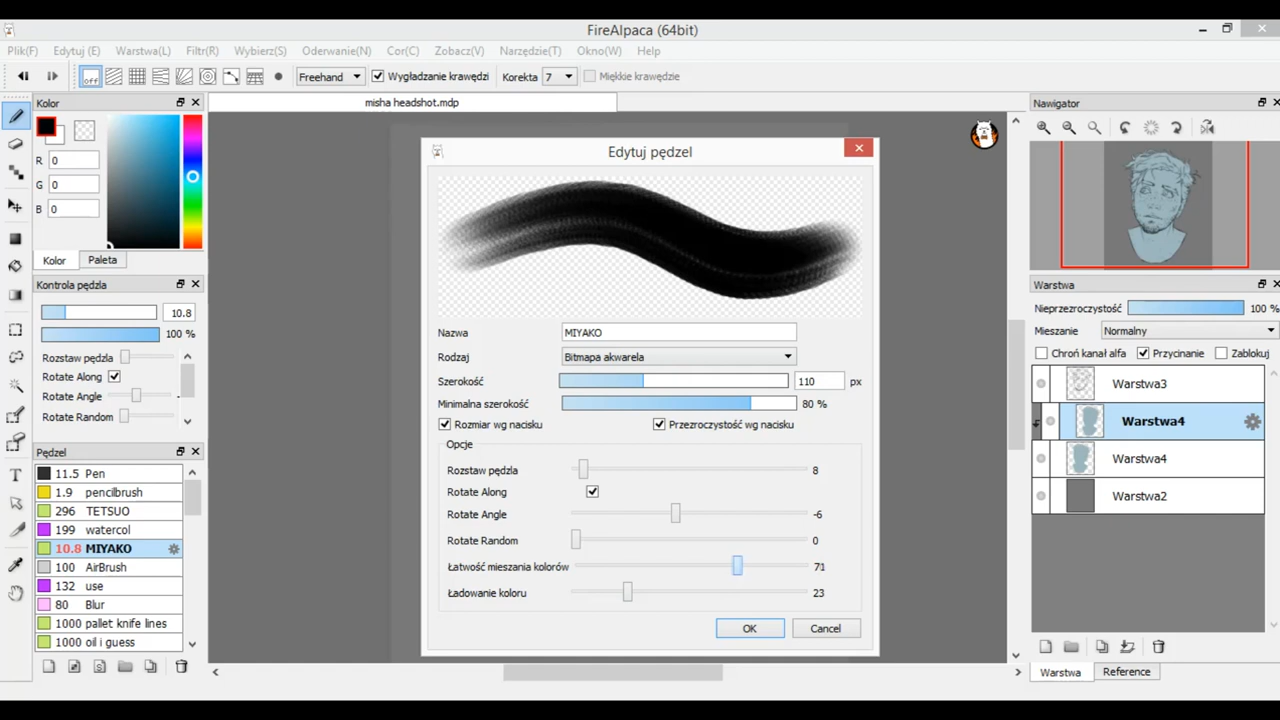 FireAlpaca (64bit)
Plik(F) Edytuj (E) Warstwa(L) Filtr(R) Wybierz(S) Oderwanie(N) Cor(C) Zobacz(V) Narzędzie(T) Okno(W) Help
off Freehand Wygładzanie krawędzi Korekta 7 Miękkie krawędzie
Kolor
R 0
G 0
B 0
Kolor Paleta
Kontrola pędzla
10.8
100 %
Rozstaw pędzla
Rotate Along
Rotate Angle -
Rotate Random
Pędzel
11.5 Pen
1.9 pencilbrush
296 TETSUO
199 watercol
10.8 MIYAKO
100 AirBrush
132 use
80 Blur
1000 pallet knife lines
1000 oil i guess
misha headshot.mdp
Edytuj pędzel
Nazwa MIYAKO
Rodzaj Bitmapa akwarela
Szerokość 110 px
Minimalna szerokość 80 %
Rozmiar wg nacisku Przezroczystość wg nacisku
Opcje
Rozstaw pędzla 8
Rotate Along
Rotate Angle -6
Rotate Random 0
Łatwość mieszania kolorów 71
Ładowanie koloru 23
OK Cancel
Nawigator
Warstwa
Nieprzezroczystość 100 %
Mieszanie Normalny
Chroń kanał alfa Przycinanie Zablokuj
Warstwa3
Warstwa4
Warstwa4
Warstwa2
Warstwa Reference